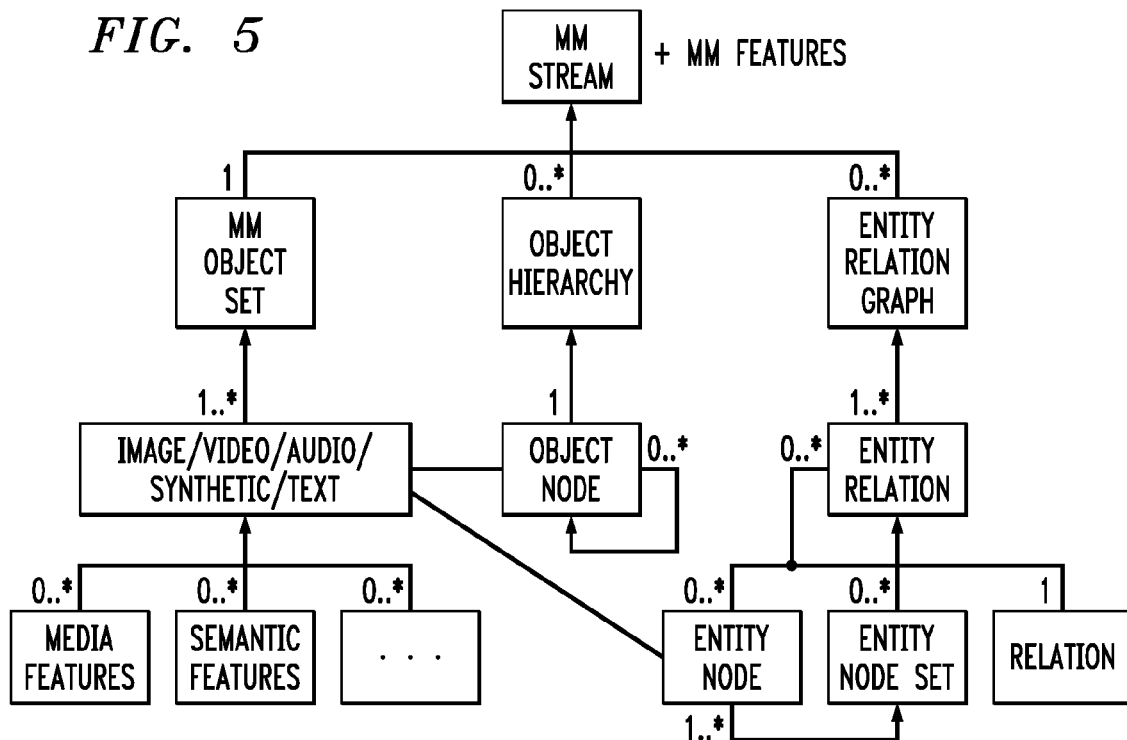 FIG. 5
MM
STREAM
+ MM FEATURES
1
0..*
0..*
MM
OBJECT
SET
OBJECT
HIERARCHY
ENTITY
RELATION
GRAPH
1..*
1
1..*
IMAGE/VIDEO/AUDIO/
SYNTHETIC/TEXT
OBJECT
NODE
0..*
0..*
ENTITY
RELATION
0..*
0..*
0..*
0..*
0..*
1
MEDIA
FEATURES
SEMANTIC
FEATURES
. . .
ENTITY
NODE
ENTITY
NODE SET
RELATION
1..*